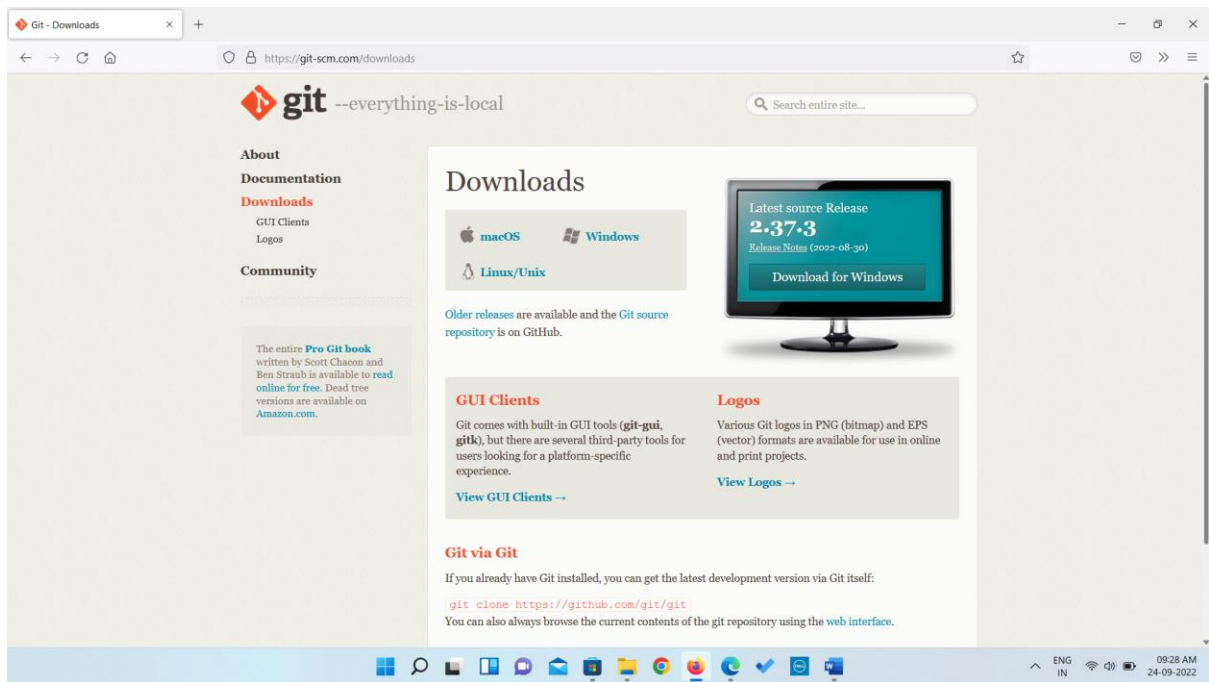 Git - Downloads
https://git-scm.com/downloads
git --everything-is-local
Search entire site...
About
Documentation
Downloads
GUI Clients
Logos
Community
The entire Pro Git book
written by Scott Chacon and
Ben Straub is available to read
online for free. Dead tree
versions are available on
Amazon.com.
Downloads
macOS
Windows
Linux/Unix
Older releases are available and the Git source
repository is on GitHub.
Latest source Release
2.37.3
Release Notes (2022-08-30)
Download for Windows
GUI Clients
Git comes with built-in GUI tools (git-gui,
gitk), but there are several third-party tools for
users looking for a platform-specific
experience.
View GUI Clients →
Logos
Various Git logos in PNG (bitmap) and EPS
(vector) formats are available for use in online
and print projects.
View Logos →
Git via Git
If you already have Git installed, you can get the latest development version via Git itself:
git clone https://github.com/git/git
You can also always browse the current contents of the git repository using the web interface.
ENG
IN
09:28 AM
24-09-2022